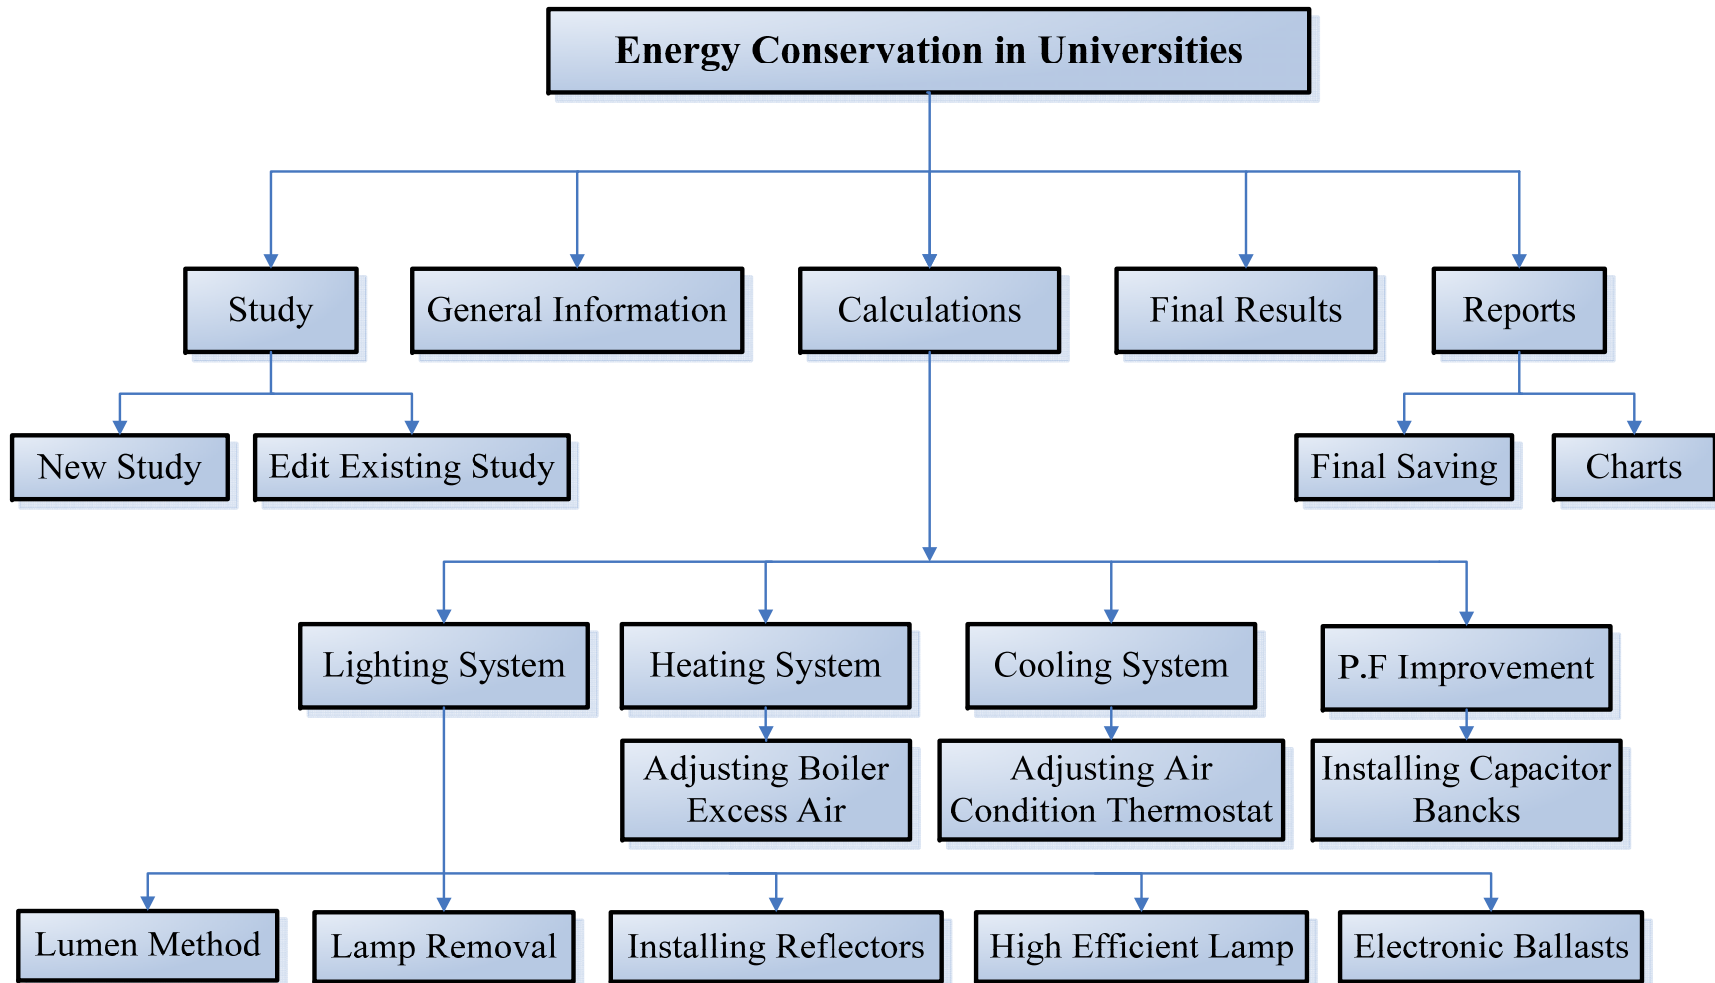 Energy Conservation in Universities
Study
General Information
Calculations
Final Results
Reports
New Study
Edit Existing Study
Final Saving
Charts
Lighting System
Heating System
Cooling System
P.F Improvement
Adjusting Boiler
Excess Air
Adjusting Air
Condition Thermostat
Installing Capacitor
Bancks
Lumen Method
Lamp Removal
Installing Reflectors
High Efficient Lamp
Electronic Ballasts